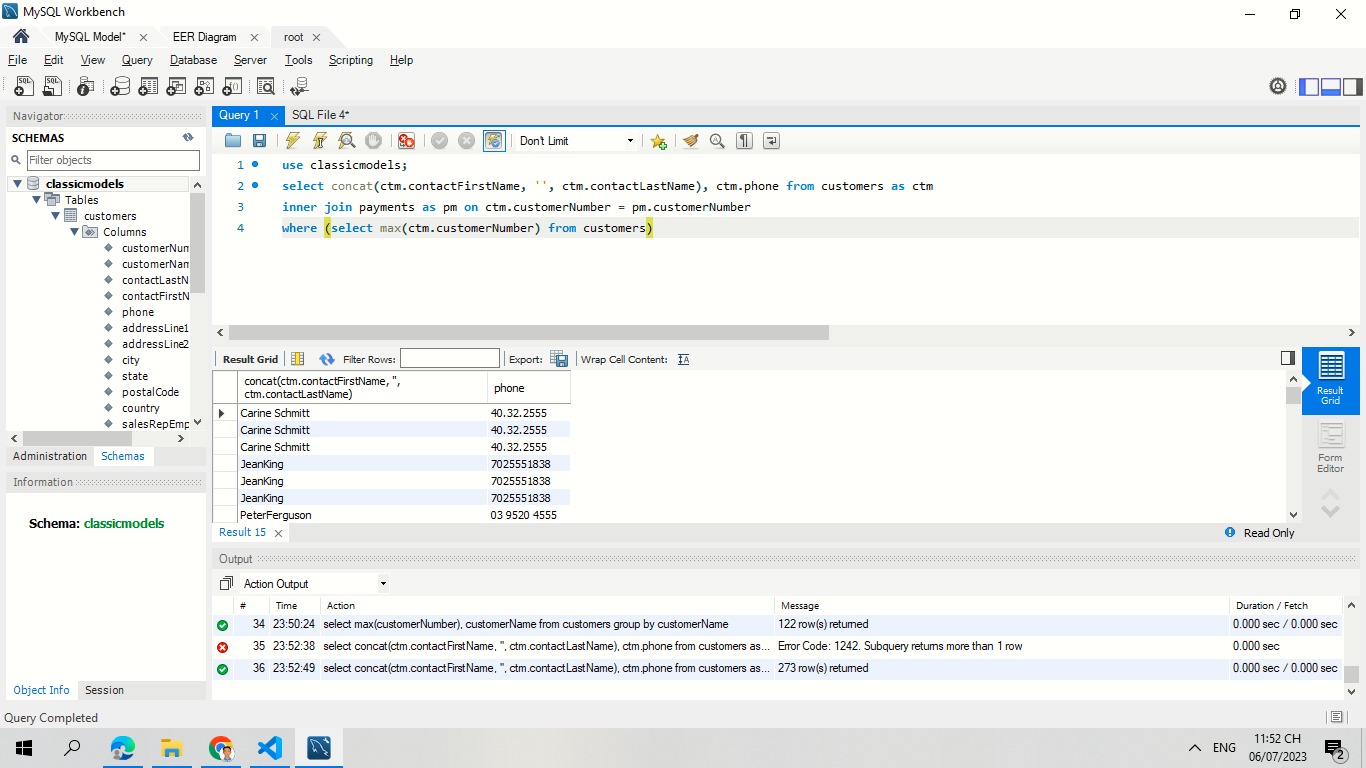 MySQL Workbench
MySQL Model* × EER Diagram × root ×
File Edit View Query Database Server Tools Scripting Help
Navigator
SCHEMAS
Filter objects
classicmodels
Tables
customers
Columns
customerNum
customerNam
contactLastN
contactFirstN
phone
addressLine1
addressLine2
city
state
postalCode
country
salesRepEmp
Administration Schemas
Information
Schema: classicmodels
Object Info Session
Query 1 × SQL File 4*
Don't Limit
1 use classicmodels;
2 select concat(ctm.contactFirstName, '', ctm.contactLastName), ctm.phone from customers as ctm
3 inner join payments as pm on ctm.customerNumber = pm.customerNumber
4 where (select max(ctm.customerNumber) from customers)
Result Grid Filter Rows: Export: Wrap Cell Content:
concat(ctm.contactFirstName, '',
ctm.contactLastName) phone
Carine Schmitt 40.32.2555
Carine Schmitt 40.32.2555
Carine Schmitt 40.32.2555
JeanKing 7025551838
JeanKing 7025551838
JeanKing 7025551838
PeterFerguson 03 9520 4555
Result
Grid
Form
Editor
Result 15 × Read Only
Output
Action Output
# Time Action Message Duration / Fetch
34 23:50:24 select max(customerNumber), customerName from customers group by customerName 122 row(s) returned 0.000 sec / 0.000 sec
35 23:52:38 select concat(ctm.contactFirstName, '', ctm.contactLastName), ctm.phone from customers as... Error Code: 1242. Subquery returns more than 1 row 0.000 sec
36 23:52:49 select concat(ctm.contactFirstName, '', ctm.contactLastName), ctm.phone from customers as... 273 row(s) returned 0.000 sec / 0.000 sec
Query Completed
ENG
11:52 CH
06/07/2023
2